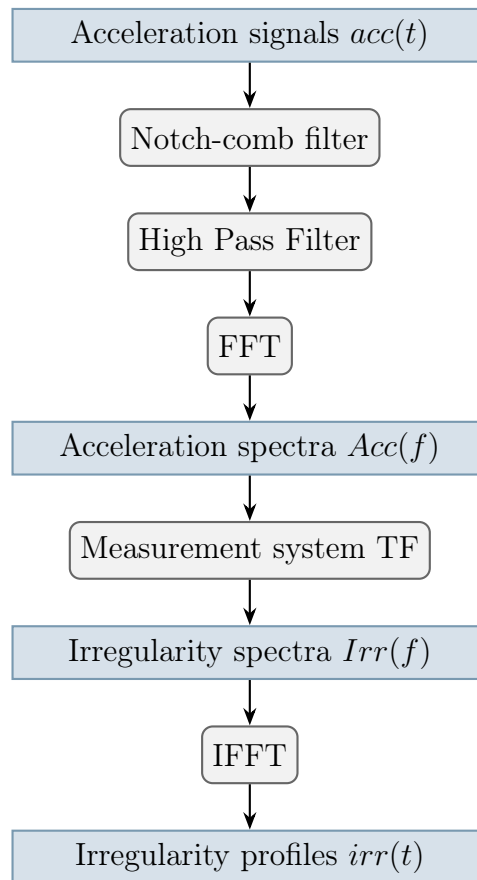 Acceleration signals acc(t)
Notch-comb filter
High Pass Filter
FFT
Acceleration spectra Acc(f)
Measurement system TF
Irregularity spectra Irr(f)
IFFT
Irregularity profiles irr(t)